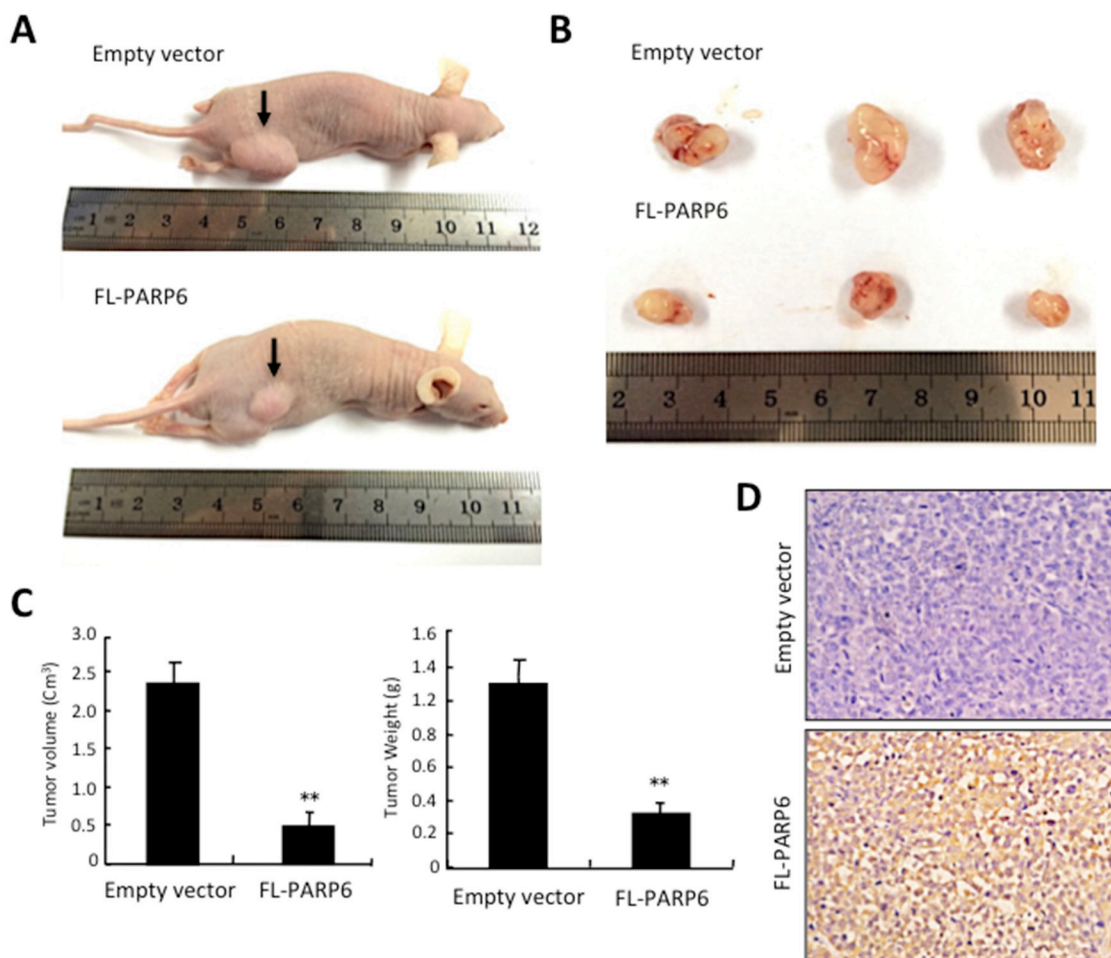 A
Empty vector
1 2 3 4 5 6 7 8 9 10 11 12
FL-PARP6
1 2 3 4 5 6 7 8 9 10 11
B
Empty vector
FL-PARP6
2 3 4 5 6 7 8 9 10 11
C
Tumor volume (Cm³)
3.0
2.5
2.0
1.5
1.0
0.5
0
**
Empty vector
FL-PARP6
Tumor Weight (g)
1.6
1.4
1.2
1.0
0.8
0.6
0.4
0.2
0
**
Empty vector
FL-PARP6
D
Empty vector
FL-PARP6